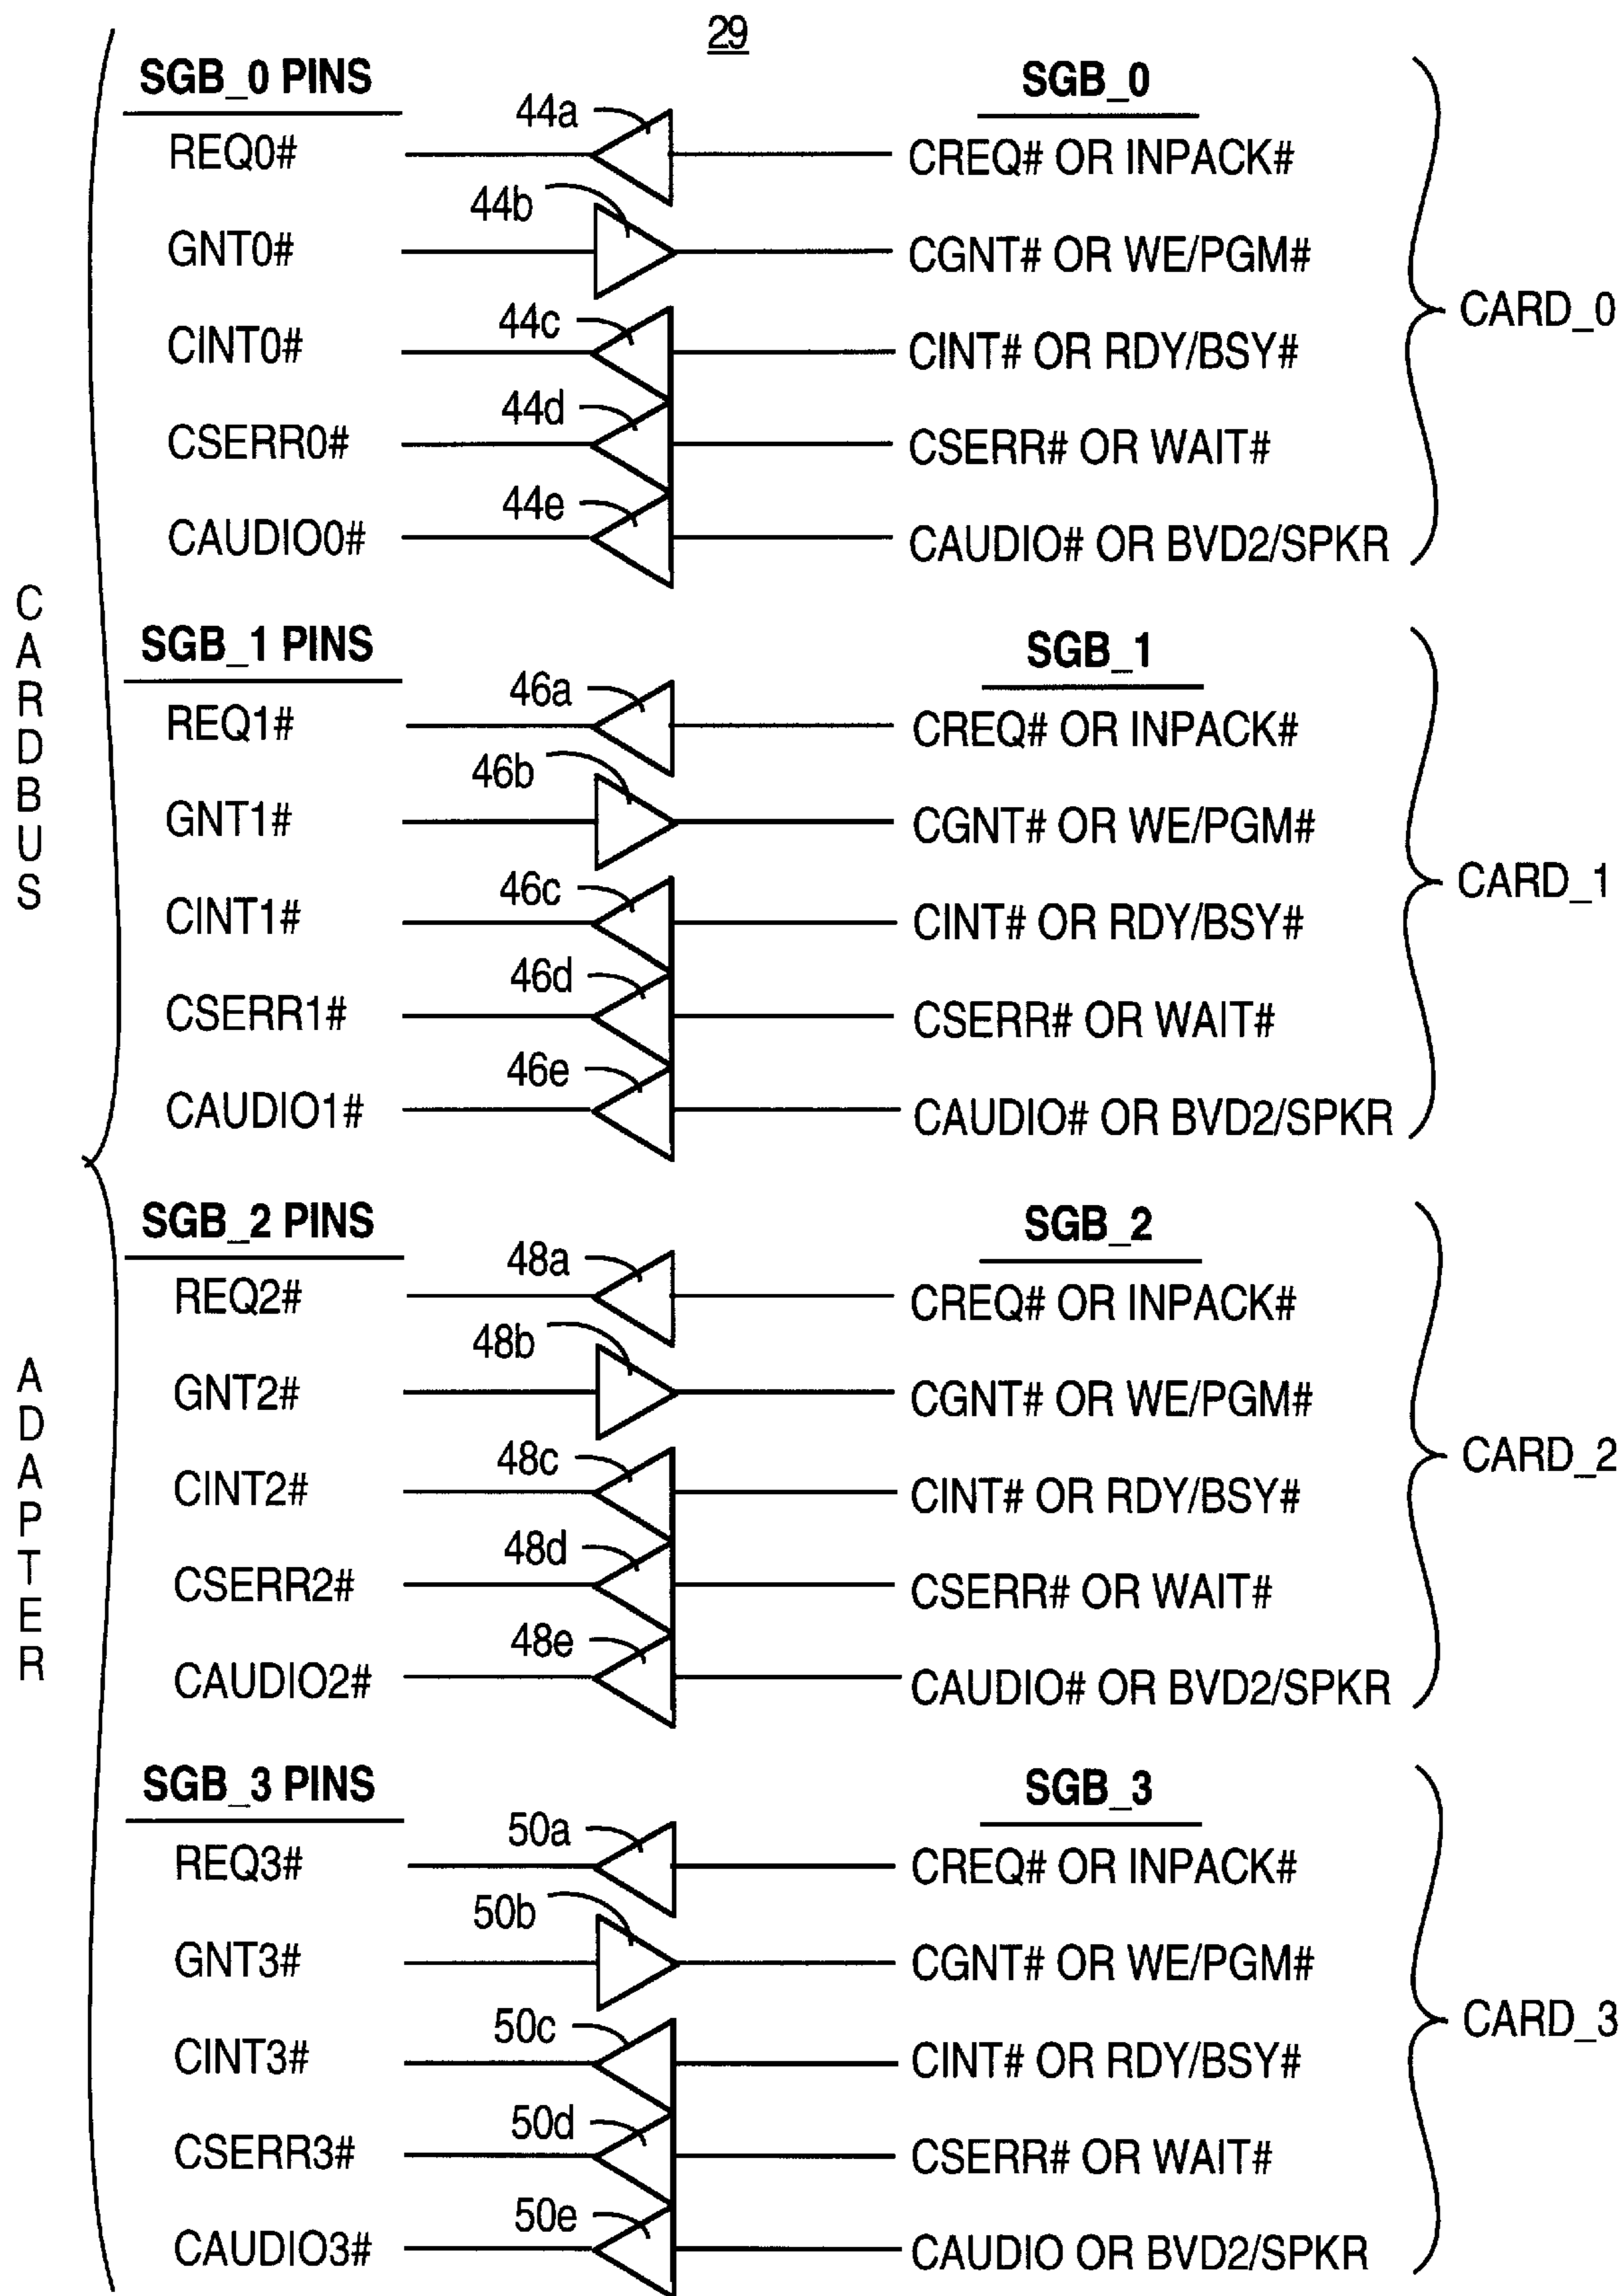 29
SGB_0 PINS
SGB_0
REQ0# 44a CREQ# OR INPACK#
GNT0# 44b CGNT# OR WE/PGM#
CINT0# 44c CINT# OR RDY/BSY#
CSERR0# 44d CSERR# OR WAIT#
CAUDIO0# 44e CAUDIO# OR BVD2/SPKR
CARD_0
SGB_1 PINS
SGB_1
REQ1# 46a CREQ# OR INPACK#
GNT1# 46b CGNT# OR WE/PGM#
CINT1# 46c CINT# OR RDY/BSY#
CSERR1# 46d CSERR# OR WAIT#
CAUDIO1# 46e CAUDIO# OR BVD2/SPKR
CARD_1
SGB_2 PINS
SGB_2
REQ2# 48a CREQ# OR INPACK#
GNT2# 48b CGNT# OR WE/PGM#
CINT2# 48c CINT# OR RDY/BSY#
CSERR2# 48d CSERR# OR WAIT#
CAUDIO2# 48e CAUDIO# OR BVD2/SPKR
CARD_2
SGB_3 PINS
SGB_3
REQ3# 50a CREQ# OR INPACK#
GNT3# 50b CGNT# OR WE/PGM#
CINT3# 50c CINT# OR RDY/BSY#
CSERR3# 50d CSERR# OR WAIT#
CAUDIO3# 50e CAUDIO OR BVD2/SPKR
CARD_3
CARDBUS
ADAPTER